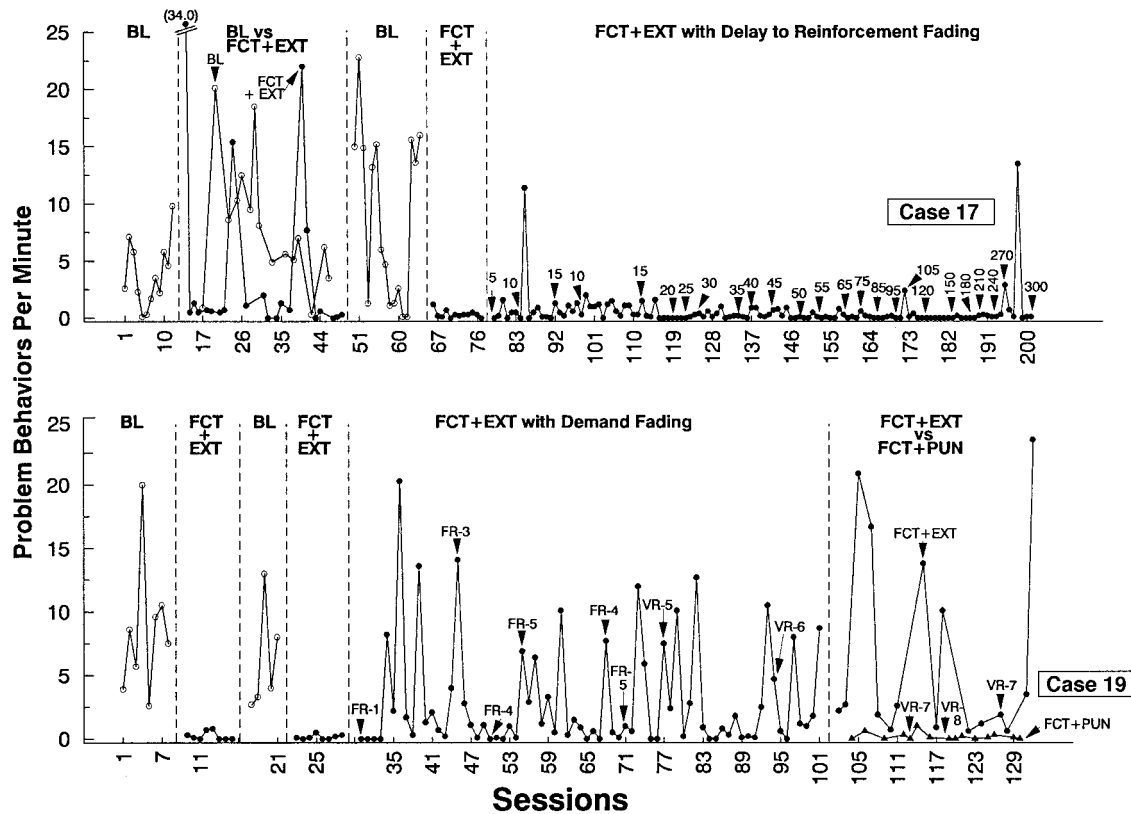 (34.0)
BL
BL vs
FCT+EXT
BL
FCT
+
EXT
FCT+EXT with Delay to Reinforcement Fading
25
20
15
10
5
0
BL
FCT
+ EXT
Case 17
5
10
15
10
15
20
25
30
35
40
45
50
55
65
75
85
95
105
120
150
180
210
240
270
300
1
10
17
26
35
44
51
60
67
76
83
92
101
110
119
128
137
146
155
164
173
182
191
200
Problem Behaviors Per Minute
BL
FCT
+
EXT
BL
FCT
+
EXT
FCT+EXT with Demand Fading
FCT+EXT
vs
FCT+PUN
25
20
15
10
5
0
FR-1
FR-3
FR-4
FR-5
FR-4
FR-
5
VR-5
VR-6
FCT+EXT
VR-7
VR-
8
VR-7
Case 19
FCT+PUN
1
7
11
21
25
35
41
47
53
59
65
71
77
83
89
95
101
105
111
117
123
129
Sessions